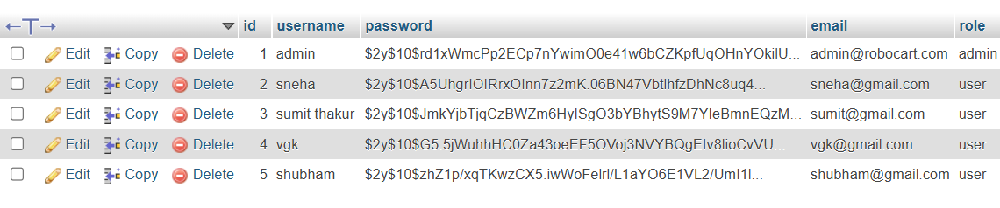 id username password email role
Edit Copy Delete 1 admin $2y$10$rd1xWmcPp2ECp7nYwimO0e41w6bCZKpfUqOHnYOkilU... admin@robocart.com admin
Edit Copy Delete 2 sneha $2y$10$A5UhgrIOIRrxOInn7z2mK.06BN47VbtlhfzDhNc8uq4... sneha@gmail.com user
Edit Copy Delete 3 sumit thakur $2y$10$JmkYjbTjqCzBWZm6HylSgO3bYBhytS9M7YleBmnEQzM... sumit@gmail.com user
Edit Copy Delete 4 vgk $2y$10$G5.5jWuhhHC0Za43oeEF5OVoj3NVYBQgElv8lioCvVU... vgk@gmail.com user
Edit Copy Delete 5 shubham $2y$10$zhZ1p/xqTKwzCX5.iwWoFelrl/L1aYO6E1VL2/Uml1l... shubham@gmail.com user